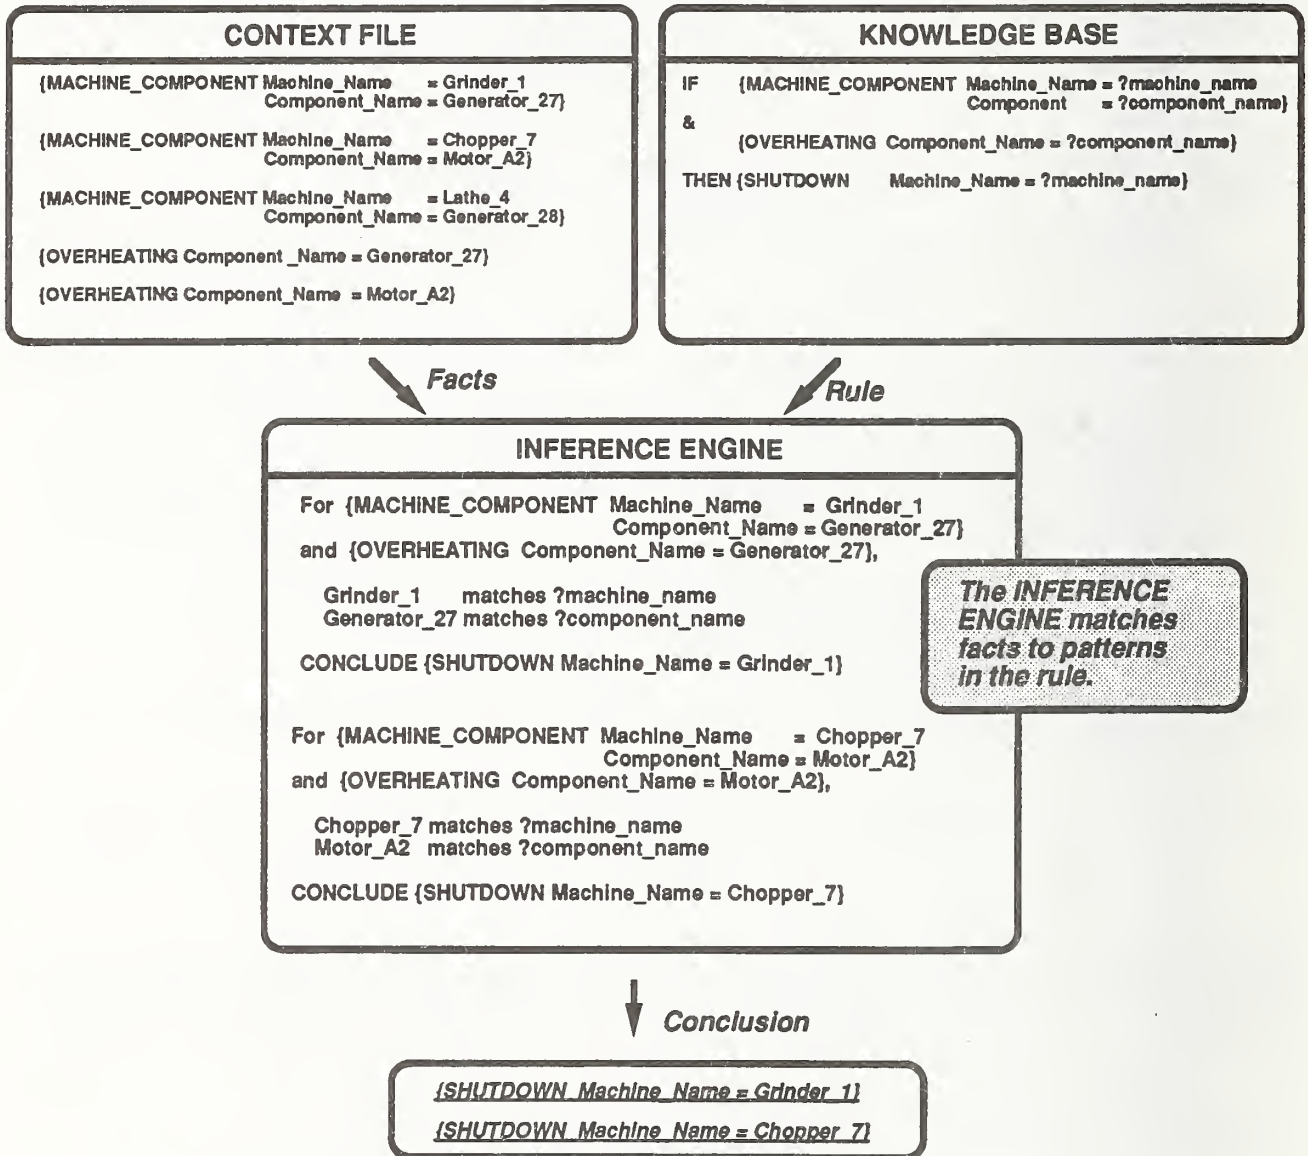 CONTEXT FILE
{MACHINE_COMPONENT Machine_Name = Grinder_1
Component_Name = Generator_27}
{MACHINE_COMPONENT Machine_Name = Chopper_7
Component_Name = Motor_A2}
{MACHINE_COMPONENT Machine_Name = Lathe_4
Component_Name = Generator_28}
{OVERHEATING Component _Name = Generator_27}
{OVERHEATING Component_Name = Motor_A2}
KNOWLEDGE BASE
IF {MACHINE_COMPONENT Machine_Name = ?machine_name
Component = ?component_name}
&
{OVERHEATING Component_Name = ?component_name}
THEN {SHUTDOWN Machine_Name = ?machine_name}
Facts
Rule
INFERENCE ENGINE
For {MACHINE_COMPONENT Machine_Name = Grinder_1
Component_Name = Generator_27}
and {OVERHEATING Component_Name = Generator_27},
Grinder_1 matches ?machine_name
Generator_27 matches ?component_name
CONCLUDE {SHUTDOWN Machine_Name = Grinder_1}
The INFERENCE
ENGINE matches
facts to patterns
in the rule.
For {MACHINE_COMPONENT Machine_Name = Chopper_7
Component_Name = Motor_A2}
and {OVERHEATING Component_Name = Motor_A2},
Chopper_7 matches ?machine_name
Motor_A2 matches ?component_name
CONCLUDE {SHUTDOWN Machine_Name = Chopper_7}
Conclusion
{SHUTDOWN Machine_Name = Grinder_1}
{SHUTDOWN Machine_Name = Chopper_7}